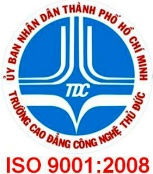 ỦY BAN NHÂN DÂN THÀNH PHỐ HỒ CHÍ MINH
TDC
TRƯỜNG CAO ĐẲNG CÔNG NGHỆ THỦ ĐỨC
ISO 9001:2008